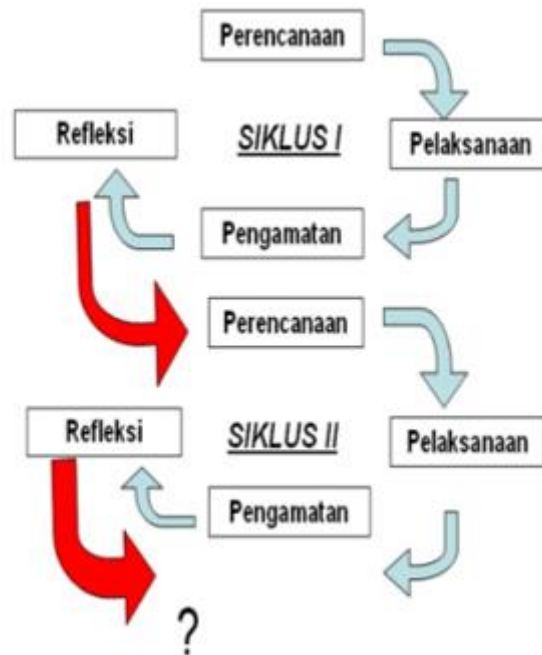 Perencanaan
Refleksi
SIKLUS I
Pelaksanaan
Pengamatan
Perencanaan
Refleksi
SIKLUS II
Pelaksanaan
Pengamatan
?